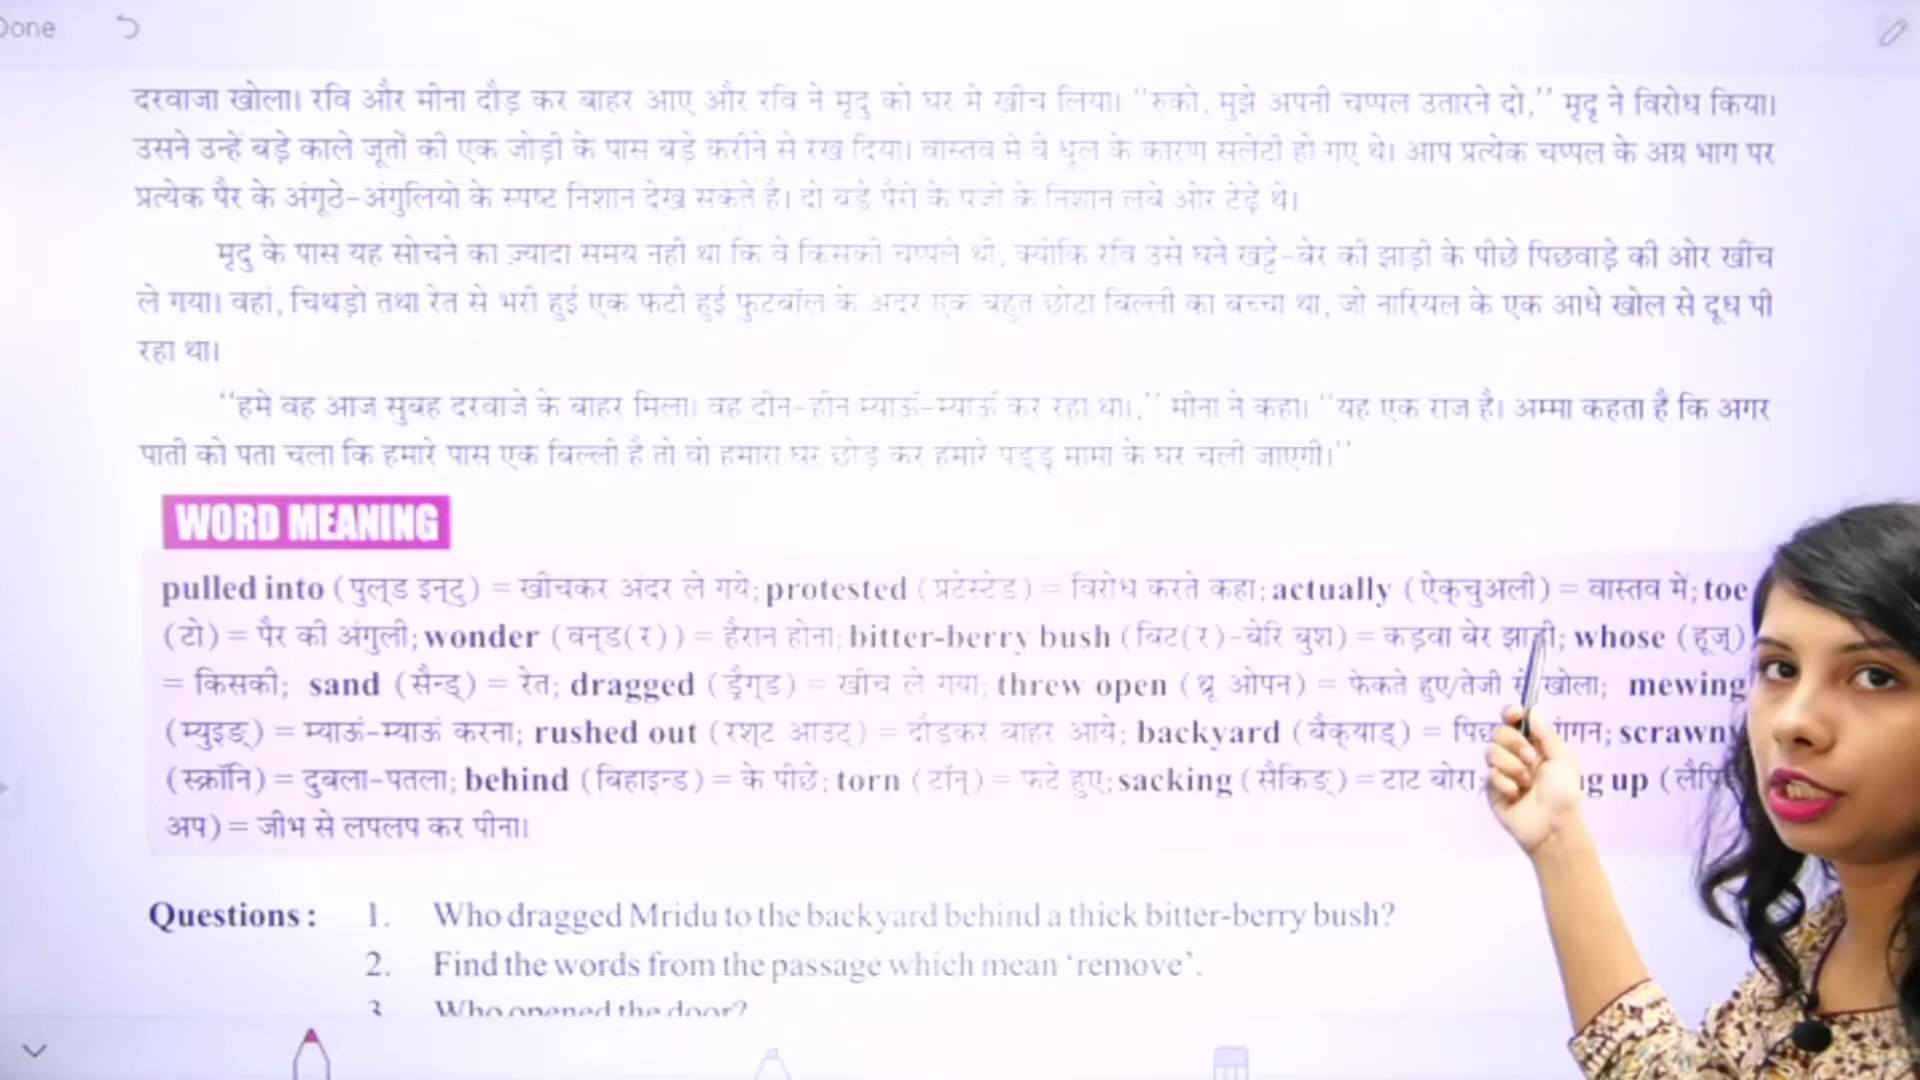 Done
दरवाजा खोला। रवि और मीना दौड़ कर बाहर आए और रवि ने मृदु को घर में खींच लिया। ‘‘रुको, मुझे अपनी चप्पल उतारने दो,’’ मृदु ने विरोध किया।
उसने उन्हें बड़े काले जूतों की एक जोड़ी के पास बड़े करीने से रख दिया। वास्तव में वे धूल के कारण सलेटी हो गए थे। आप प्रत्येक चप्पल के अग्र भाग पर
प्रत्येक पैर के अंगूठे-अंगुलियों के स्पष्ट निशान देख सकते हैं। दो बड़े पैरों के पंजों के निशान लंबे और टेढ़े थे।
मृदु के पास यह सोचने का ज़्यादा समय नहीं था कि वे किसकी चप्पलें थी, क्योंकि रवि उसे घने खट्टे-बेर की झाड़ी के पीछे पिछवाड़े की ओर खींच
ले गया। वहां, चिथड़ों तथा रेत से भरी हुई एक फटी हुई फुटबॉल के अंदर एक बहुत छोटा बिल्ली का बच्चा था, जो नारियल के एक आधे खोल से दूध पी
रहा था।
‘‘हमें वह आज सुबह दरवाजे के बाहर मिला। वह दीन-हीन म्याऊँ-म्याऊँ कर रहा था।,’’ मीना ने कहा। ‘‘यह एक राज है। अम्मा कहता है कि अगर
पाती को पता चला कि हमारे पास एक बिल्ली है तो वो हमारा घर छोड़ कर हमारे पद्दू मामा के घर चली जाएगी।’’
WORD MEANING
pulled into (पुल्ड इन्टु) = खींचकर अंदर ले गये; protested (प्रटेस्टेड) = विरोध करते कहा; actually (ऐक्चुअली) = वास्तव में; toe
(टो) = पैर की अंगुली; wonder (वन्ड(र)) = हैरान होना; bitter-berry bush (बिट(र)-बेरि बुश) = कड़वा बेर झाड़ी; whose (हूज्)
= किसकी; sand (सैन्ड्) = रेत; dragged (ड्रैग्ड) = खींच ले गया; threw open (थ्रू ओपन) = फेंकते हुए/तेजी से खोला; mewing
(म्युइङ्) = म्याऊं-म्याऊं करना; rushed out (रश्ट आउट्) = दौड़कर बाहर आये; backyard (बैक्याड्) = scrawny
(स्क्रॉनि) = दुबला-पतला; behind (बिहाइन्ड) = के पीछे; torn (टॉन्) = फटे हुए; sacking (सैकिङ्) = टाट बोरा; up
अप) = जीभ से लपलप कर पीना।
Questions : 1. Who dragged Mridu to the backyard behind a thick bitter-berry bush?
2. Find the words from the passage which mean ‘remove’.
3 Who opened the door?